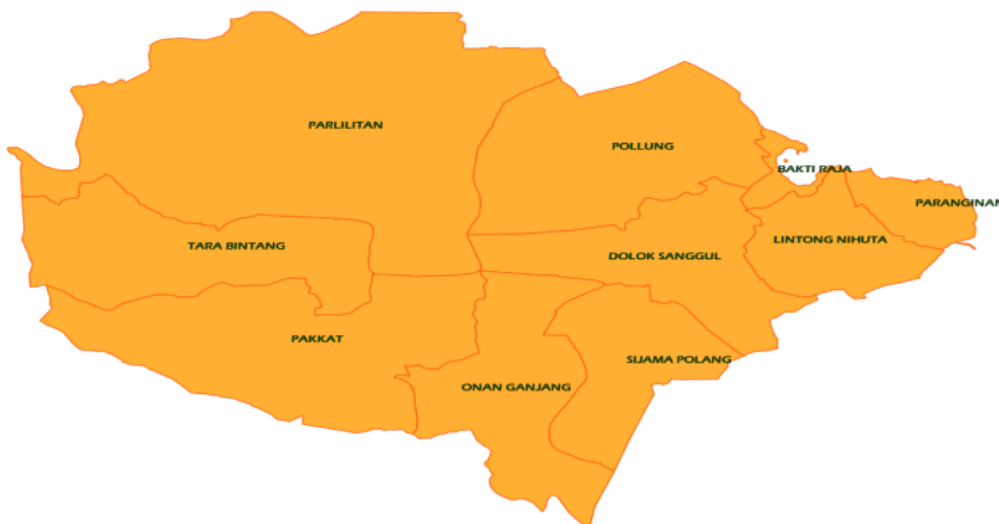 PARLILITAN
POLLUNG
BAKTI RAJA
PARANGINAN
TARA BINTANG
LINTONG NIHUTA
DOLOK SANGGUL
PAKKAT
SIJAMA POLANG
ONAN GANJANG